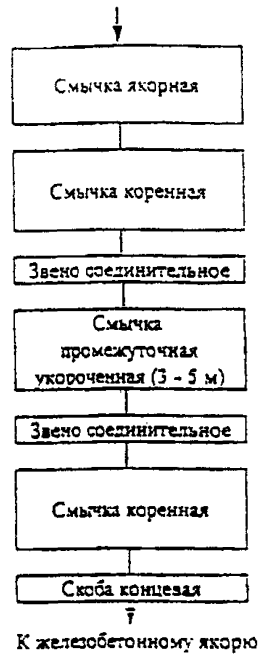 Смычка якорная
Смычка коренная
Звено соединительное
Смычка
промежуточная
укороченная (3 - 5 м)
Звено соединительное
Смычка коренная
Скоба концевая
К железобетонному якорю